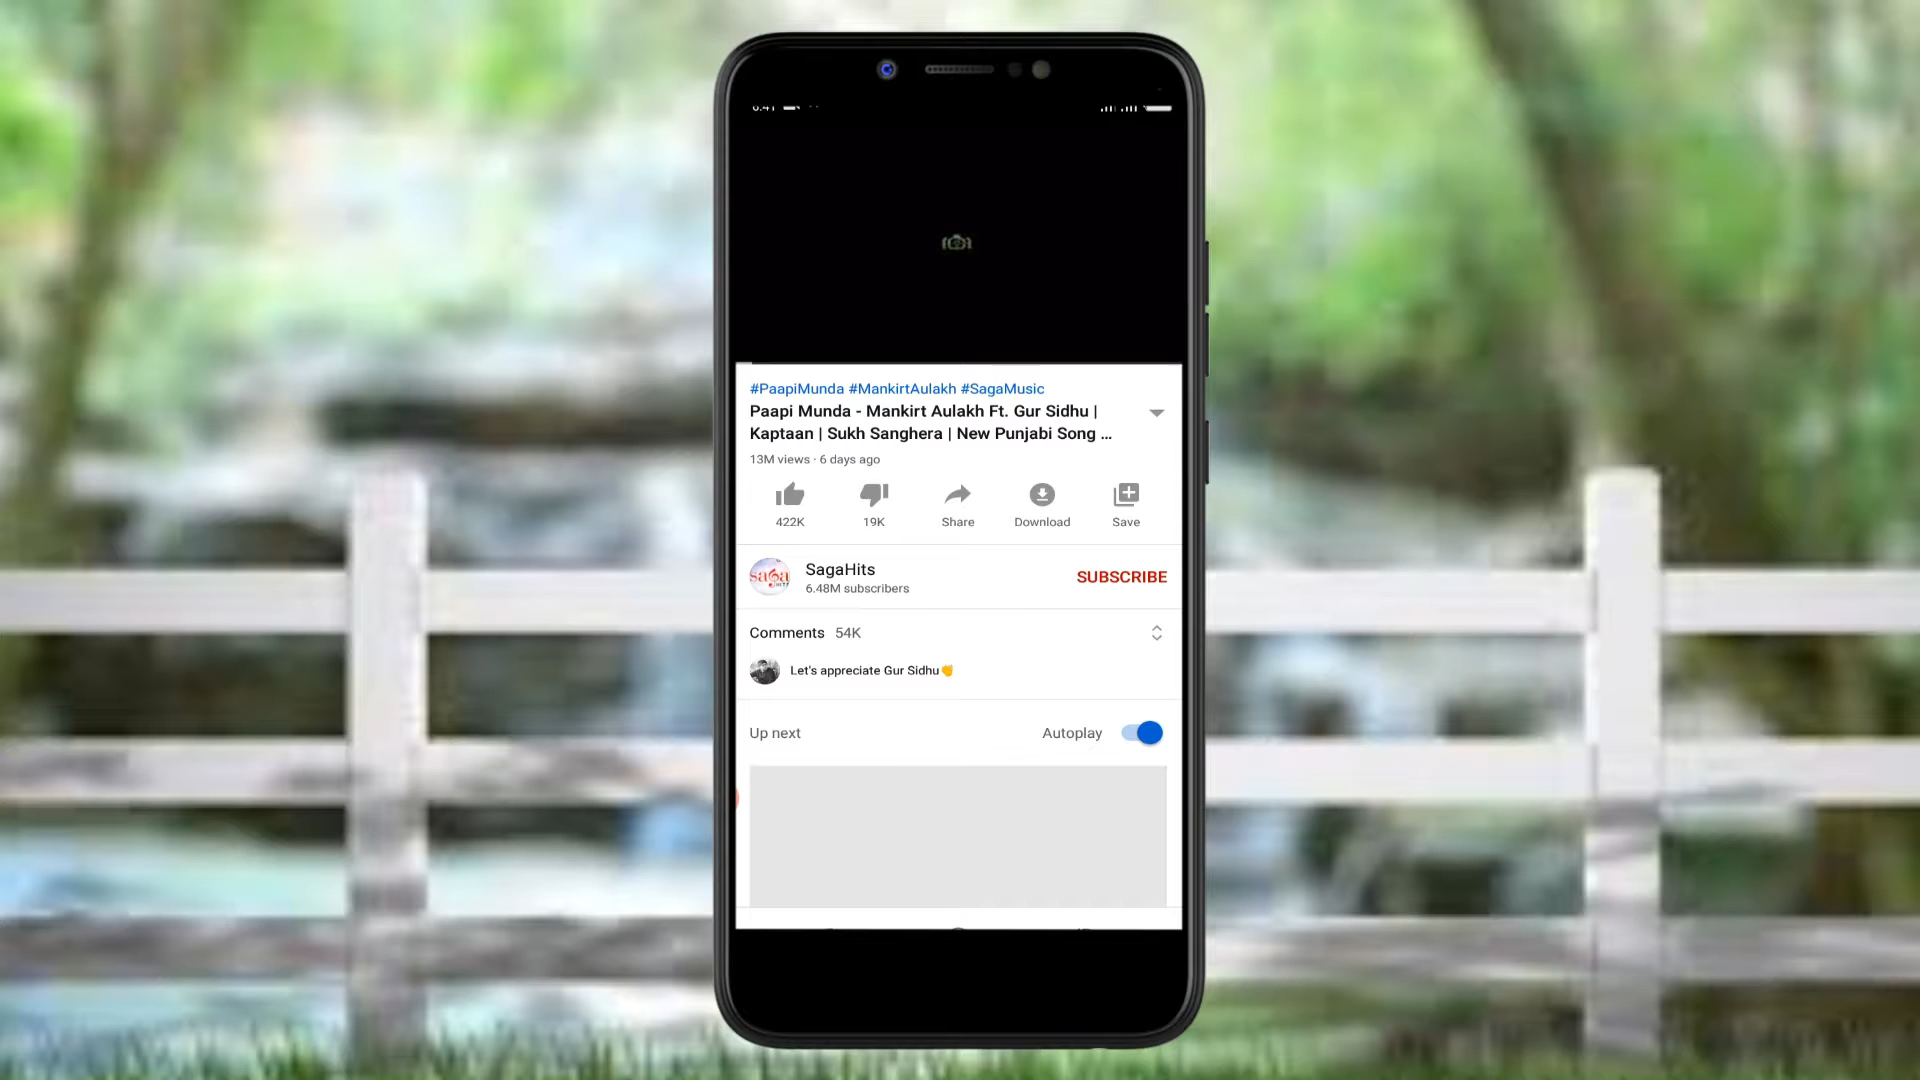 #PaapiMunda #MankirtAulakh #SagaMusic
Paapi Munda - Mankirt Aulakh Ft. Gur Sidhu |
Kaptaan | Sukh Sanghera | New Punjabi Song ...
13M views · 6 days ago
422K 19K Share Download Save
saga
HITS
SagaHits
6.48M subscribers
SUBSCRIBE
Comments 54K
Let's appreciate Gur Sidhu👏
Up next Autoplay